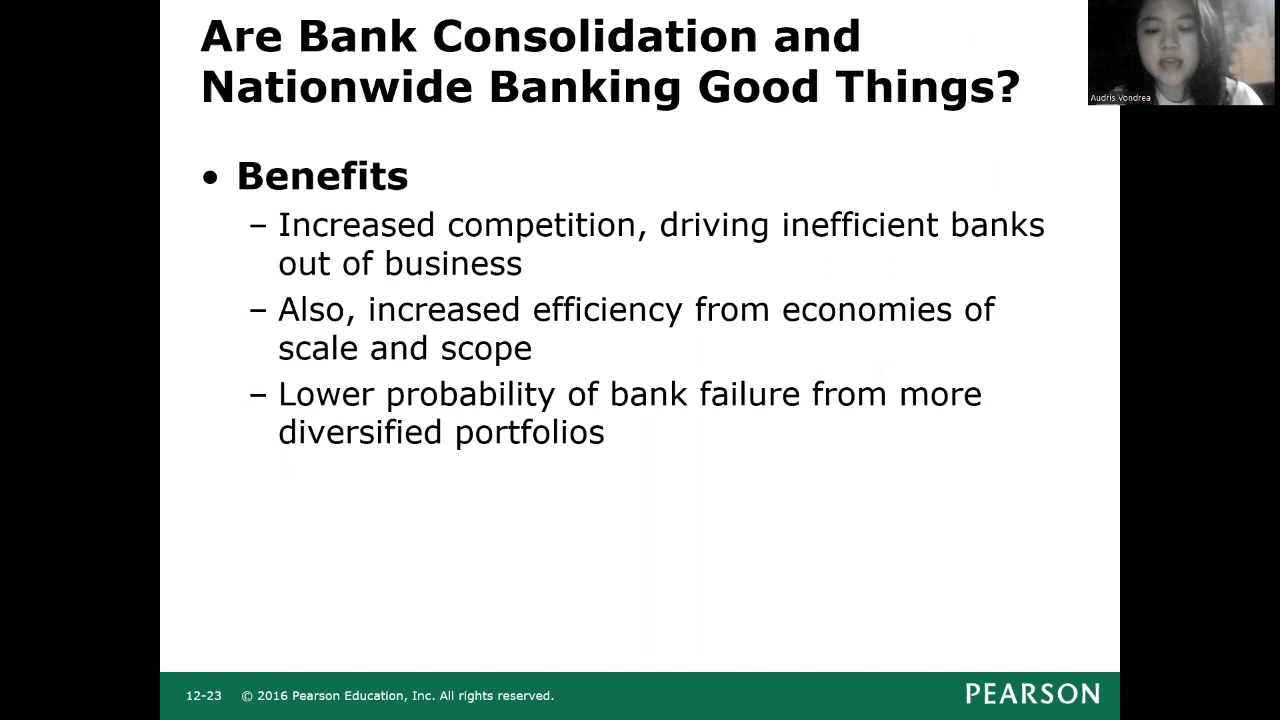 Are Bank Consolidation and
Nationwide Banking Good Things?
Audris Vondrea
• Benefits
– Increased competition, driving inefficient banks
out of business
– Also, increased efficiency from economies of
scale and scope
– Lower probability of bank failure from more
diversified portfolios
12-23 © 2016 Pearson Education, Inc. All rights reserved.
PEARSON